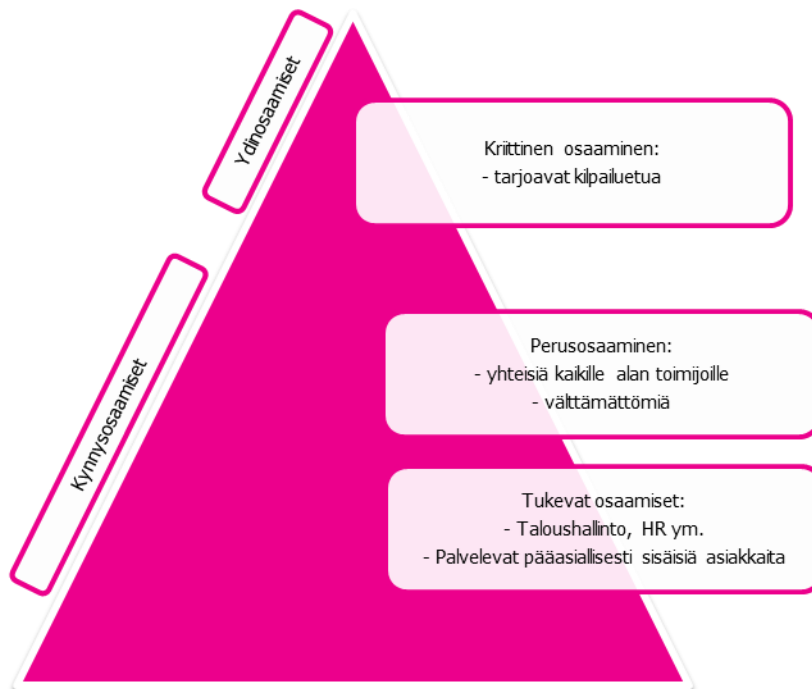 Ydinosaamiset
Kriittinen osaaminen:
- tarjoavat kilpailuetua
Kynnysosaamiset
Perusosaaminen:
- yhteisiä kaikille alan toimijoille
- välttämättömiä
Tukevat osaamiset:
- Taloushallinto, HR ym.
- Palvelevat pääasiallisesti sisäisiä asiakkaita